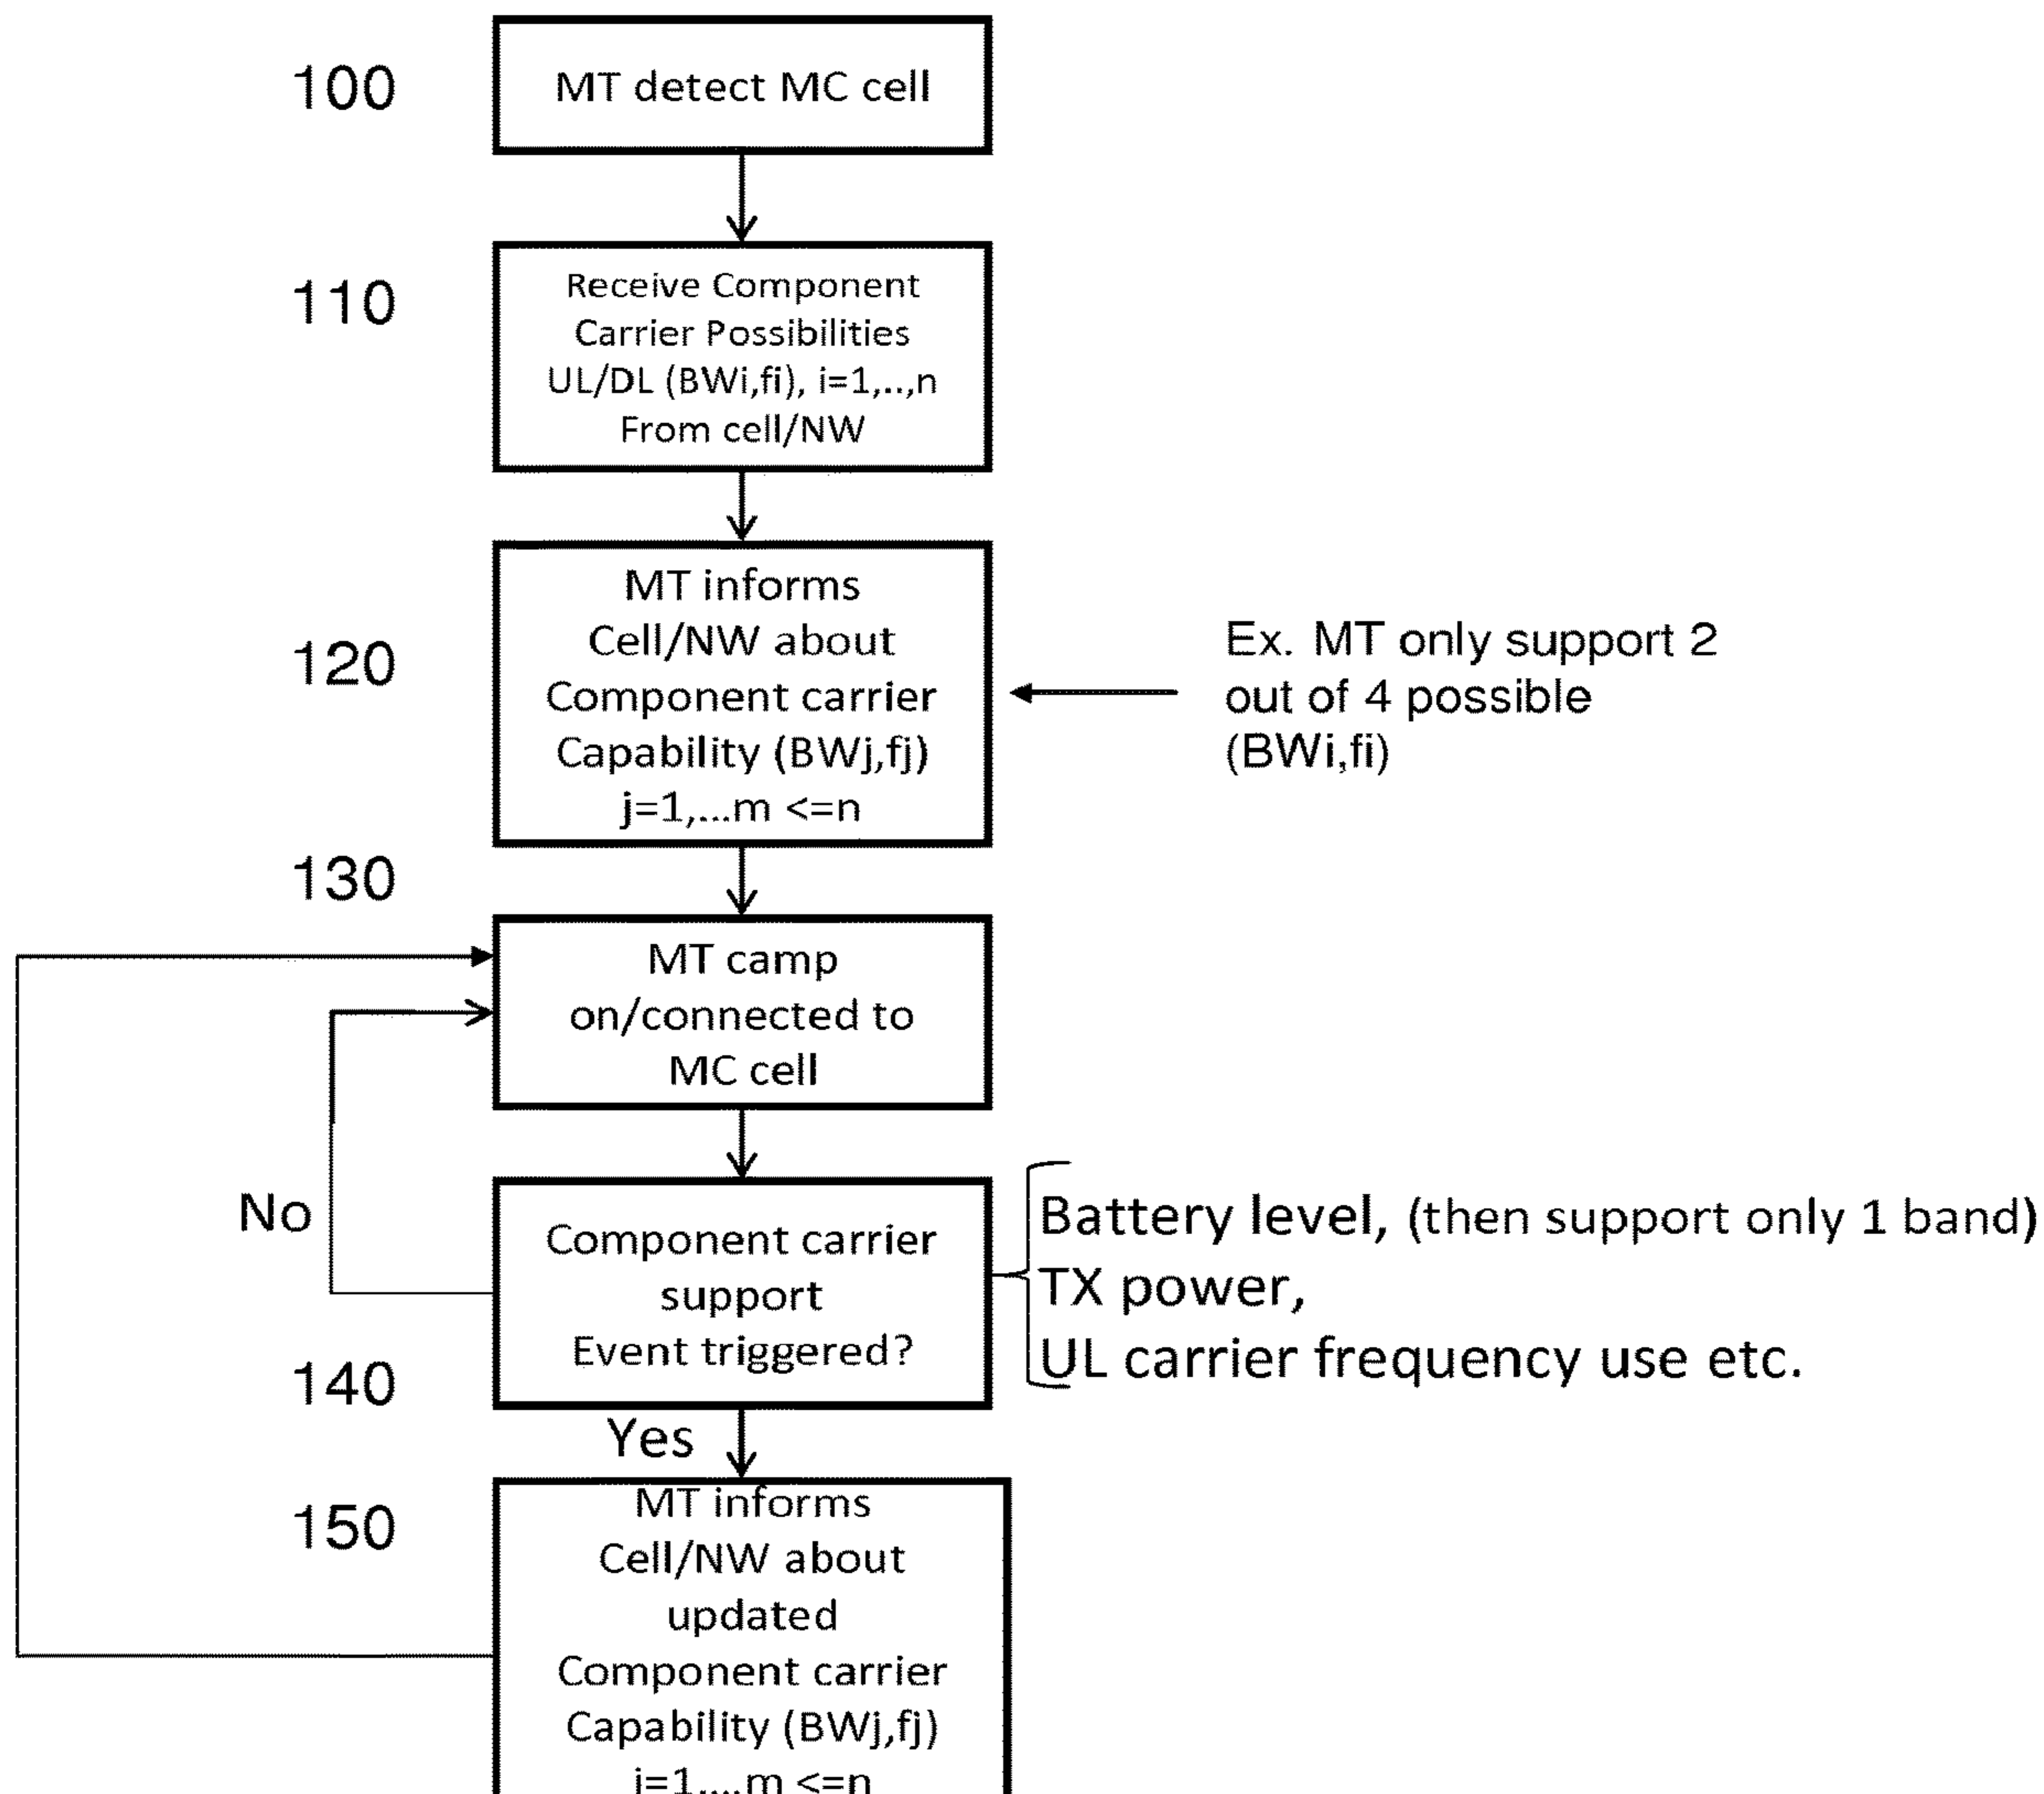 100
MT detect MC cell
110
Receive Component
Carrier Possibilities
UL/DL (BWi,fi), i=1,..,n
From cell/NW
120
MT informs
Cell/NW about
Component carrier
Capability (BWj,fj)
j=1,...m <=n
Ex. MT only support 2
out of 4 possible
(BWi,fi)
130
MT camp
on/connected to
MC cell
No
Component carrier
support
Event triggered?
Battery level, (then support only 1 band)
TX power,
UL carrier frequency use etc.
140
Yes
150
MT informs
Cell/NW about
updated
Component carrier
Capability (BWj,fj)
j=1,...m <=n